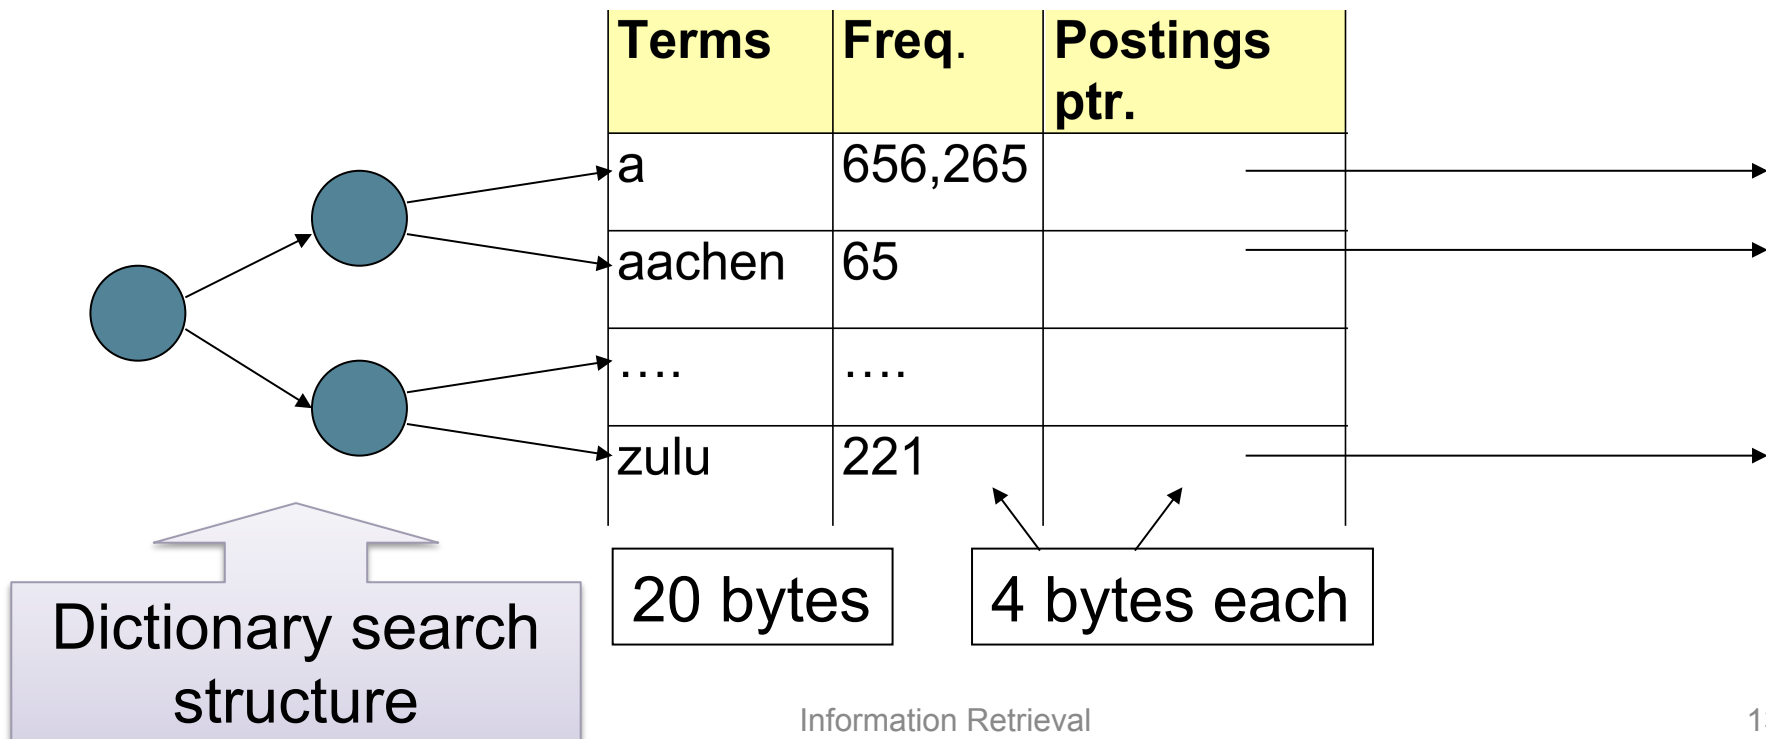 Terms Freq. Postings
ptr.
a 656,265
aachen 65
…. ….
zulu 221
20 bytes 4 bytes each
Dictionary search
structure
Information Retrieval